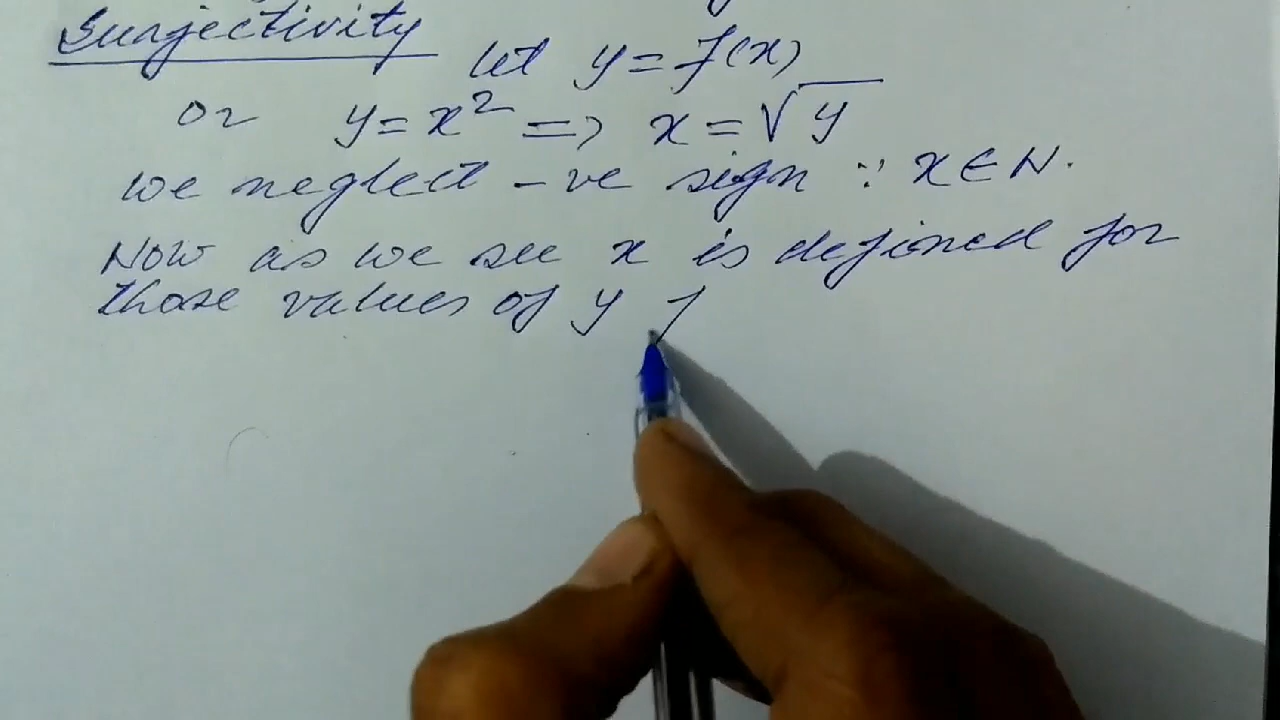 Surjectivity let y = f(x)
or y = x² => x = √y
we neglect -ve sign ∵ x ∈ N.
Now as we see x is defined for
those values of y f